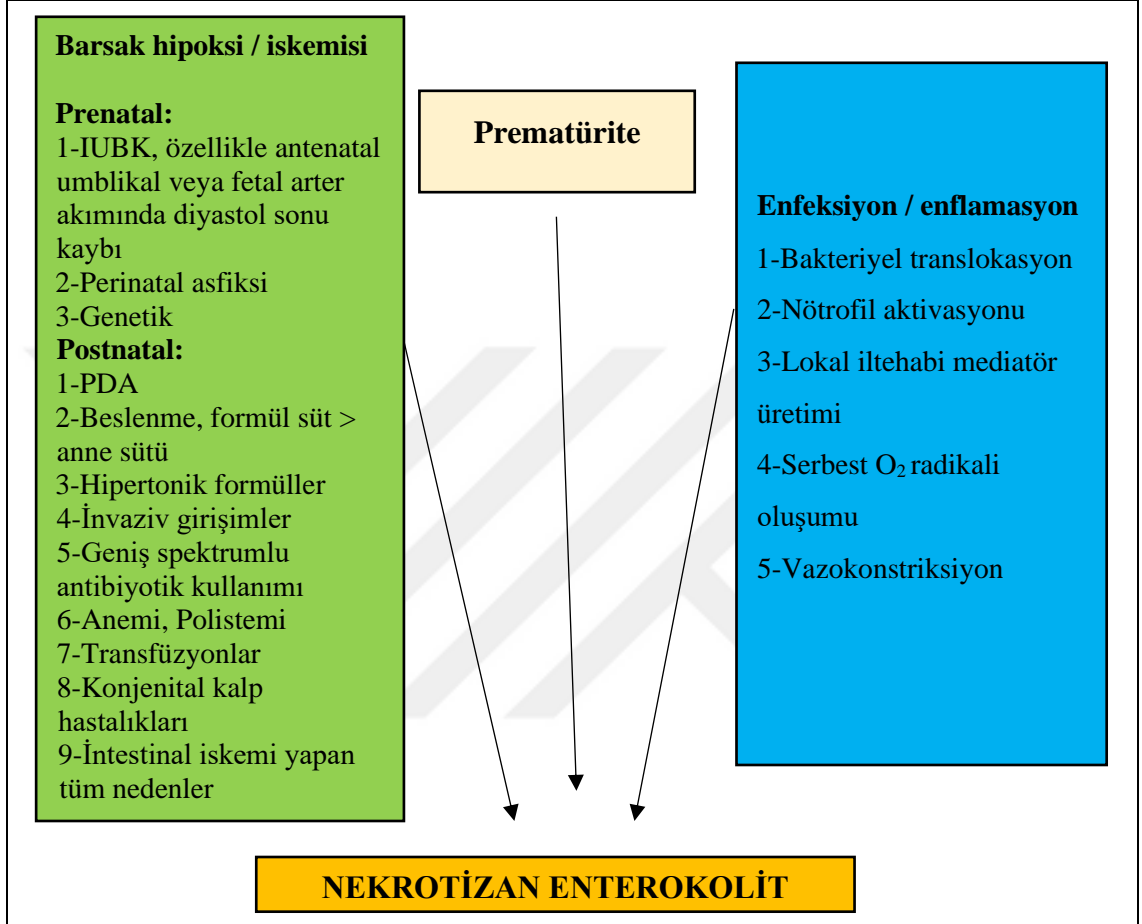 Barsak hipoksi / iskemisi
Prenatal:
1-IUBK, özellikle antenatal
umblikal veya fetal arter
akımında diyastol sonu
kaybı
2-Perinatal asfiksi
3-Genetik
Postnatal:
1-PDA
2-Beslenme, formül süt >
anne sütü
3-Hipertonik formüller
4-İnvaziv girişimler
5-Geniş spektrumlu
antibiyotik kullanımı
6-Anemi, Polistemi
7-Transfüzyonlar
8-Konjenital kalp
hastalıkları
9-İntestinal iskemi yapan
tüm nedenler
Prematürite
Enfeksiyon / enflamasyon
1-Bakteriyel translokasyon
2-Nötrofil aktivasyonu
3-Lokal iltehabi mediatör
üretimi
4-Serbest O₂ radikali
oluşumu
5-Vazokonstriksiyon
NEKROTİZAN ENTEROKOLİT